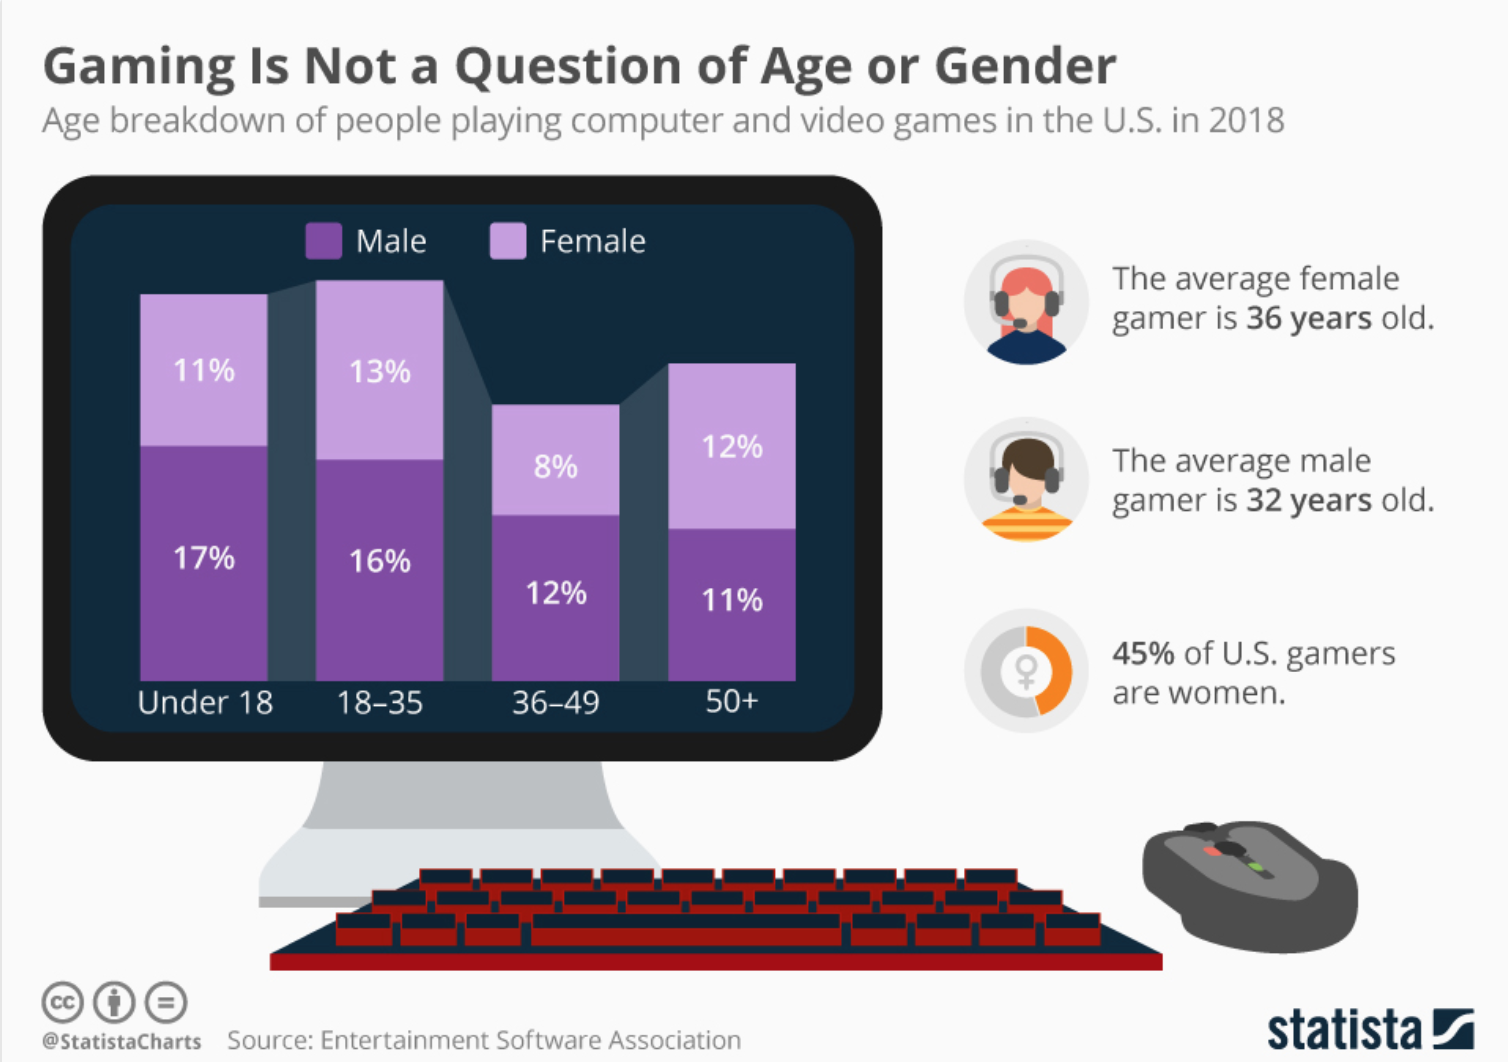 Gaming Is Not a Question of Age or Gender
Age breakdown of people playing computer and video games in the U.S. in 2018
Male Female
11% 13% 8% 12%
17% 16% 12% 11%
Under 18 18–35 36–49 50+
The average female
gamer is 36 years old.
The average male
gamer is 32 years old.
45% of U.S. gamers
are women.
cc
@StatistaCharts Source: Entertainment Software Association
statista